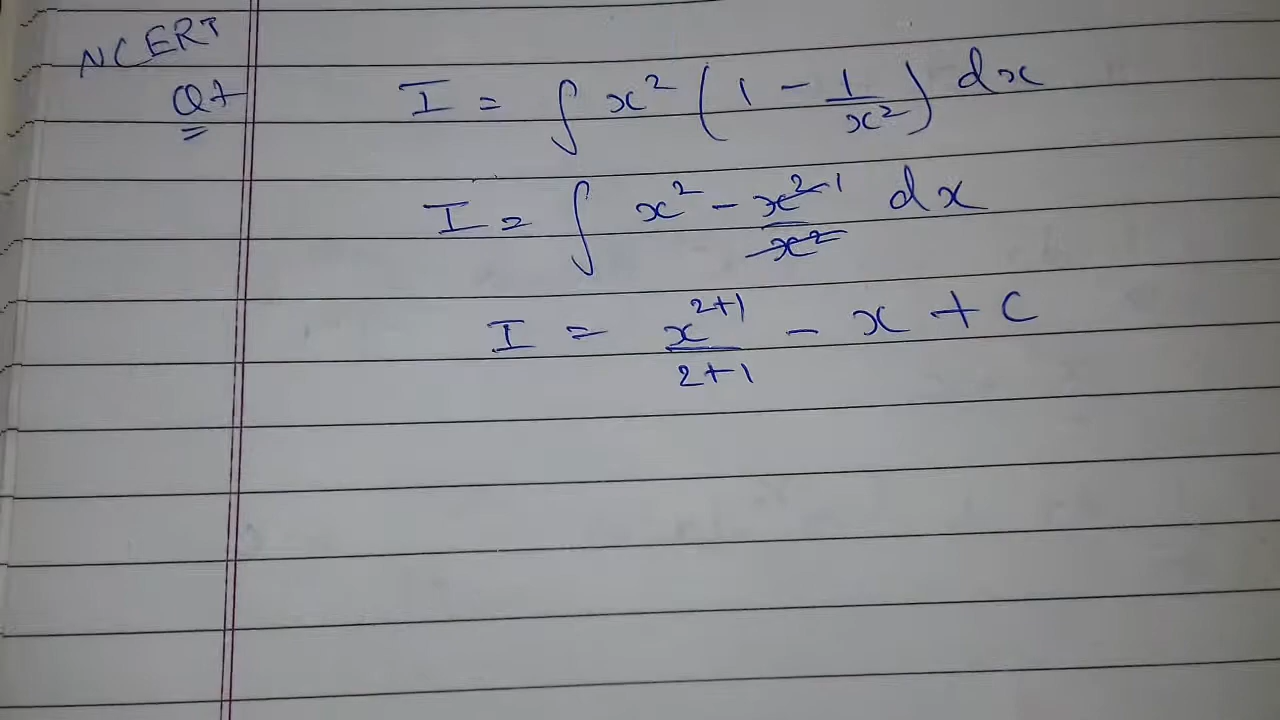 NCERT
Q7
I = ∫ x² (1 - 1/x²) dx
I = ∫ x² - x²/x² 1 dx
I = x^(2+1)/(2+1) - x + C